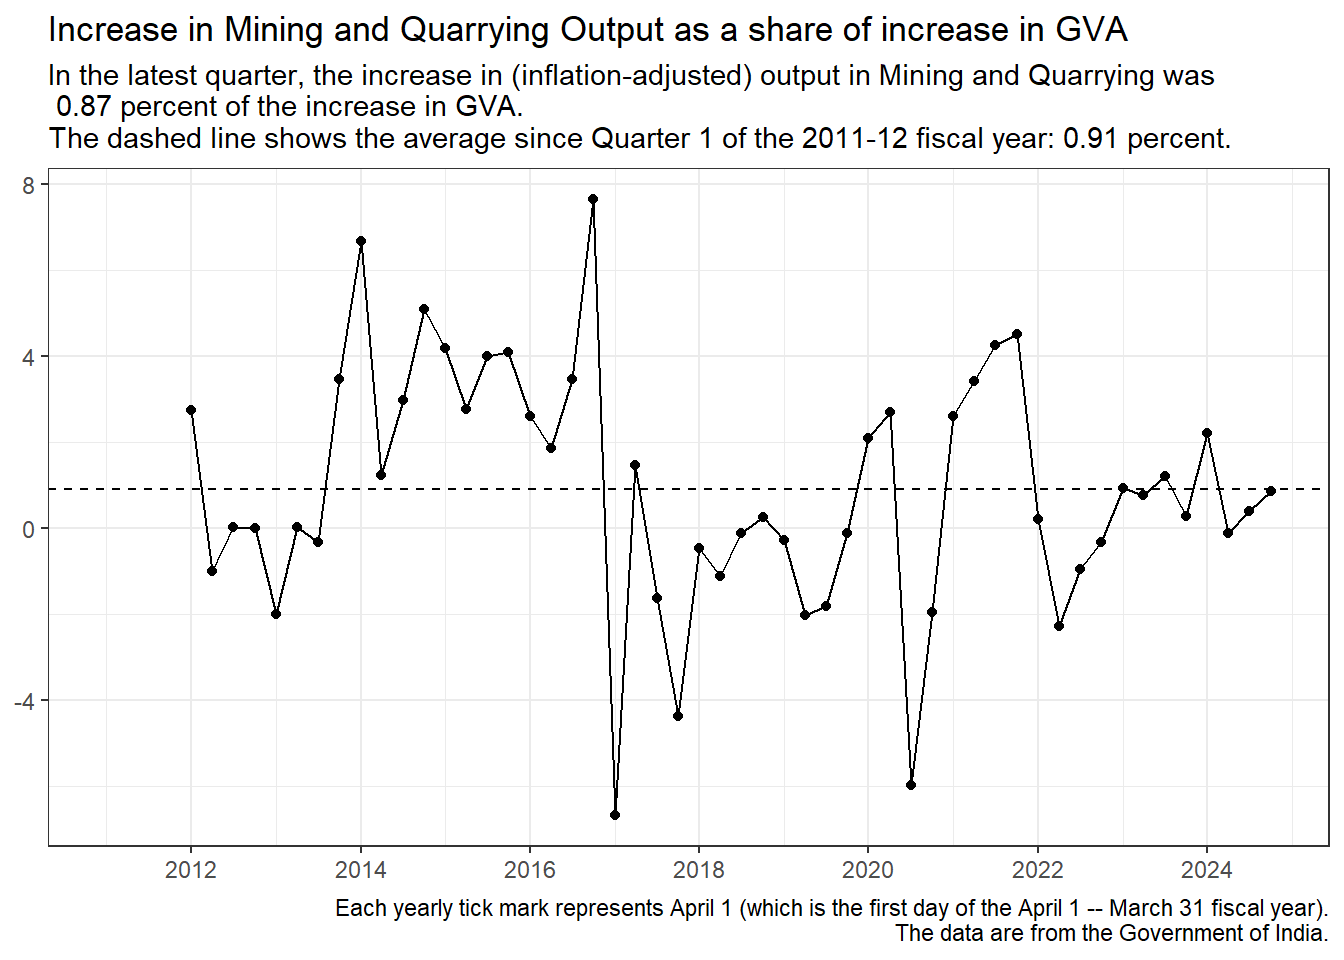 Increase in Mining and Quarrying Output as a share of increase in GVA
In the latest quarter, the increase in (inflation-adjusted) output in Mining and Quarrying was
0.87 percent of the increase in GVA.
The dashed line shows the average since Quarter 1 of the 2011-12 fiscal year: 0.91 percent.
8
4
0
-4
2012 2014 2016 2018 2020 2022 2024
Each yearly tick mark represents April 1 (which is the first day of the April 1 -- March 31 fiscal year).
The data are from the Government of India.